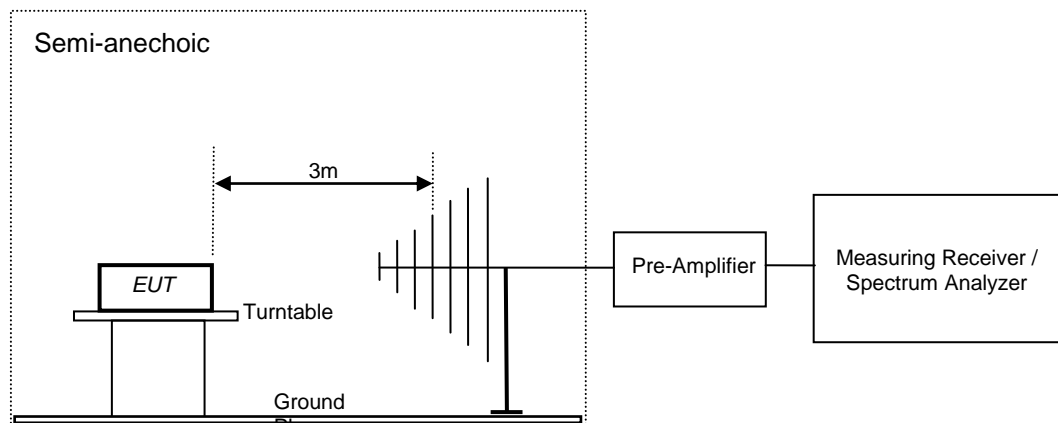 Semi-anechoic
3m
EUT
Turntable
Ground
Pre-Amplifier
Measuring Receiver /
Spectrum Analyzer